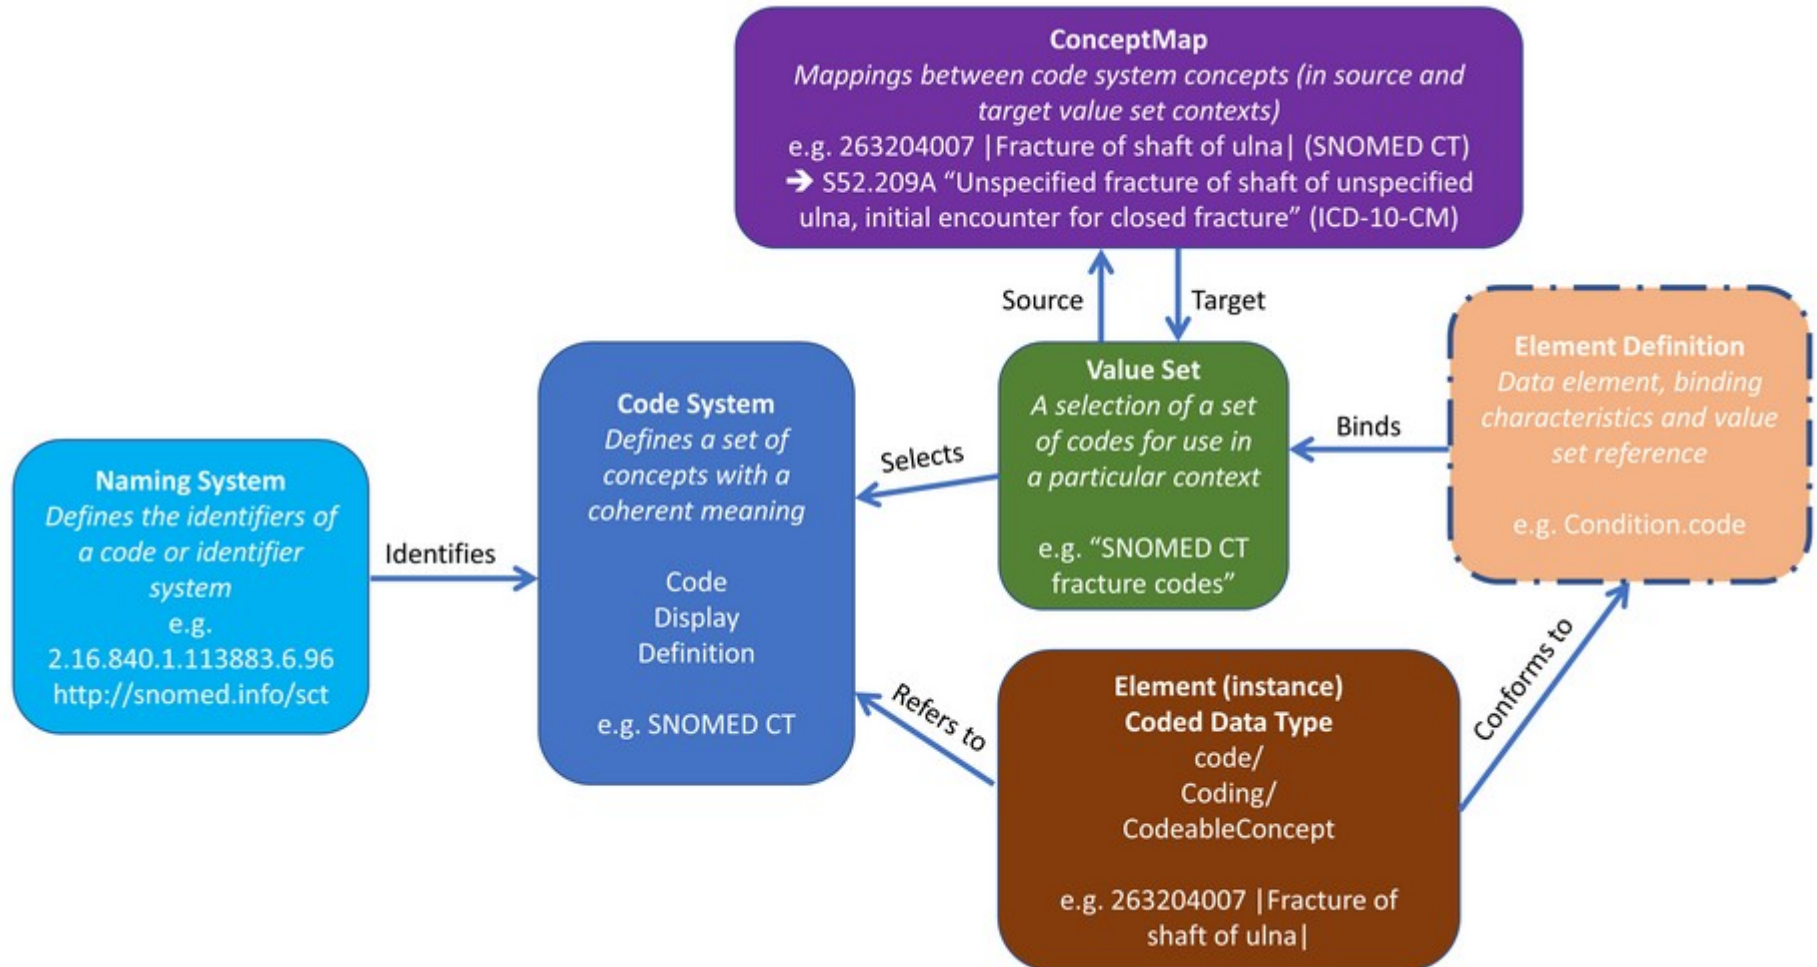 ConceptMap
Mappings between code system concepts (in source and
target value set contexts)
e.g. 263204007 |Fracture of shaft of ulna| (SNOMED CT)
➔ S52.209A “Unspecified fracture of shaft of unspecified
ulna, initial encounter for closed fracture” (ICD-10-CM)
Source
Target
Naming System
Defines the identifiers of
a code or identifier
system
e.g.
2.16.840.1.113883.6.96
http://snomed.info/sct
Identifies
Code System
Defines a set of
concepts with a
coherent meaning
Code
Display
Definition
e.g. SNOMED CT
Selects
Value Set
A selection of a set
of codes for use in
a particular context
e.g. “SNOMED CT
fracture codes”
Binds
Element Definition
Data element, binding
characteristics and value
set reference
e.g. Condition.code
Refers to
Element (instance)
Coded Data Type
code/
Coding/
CodeableConcept
e.g. 263204007 |Fracture of
shaft of ulna|
Conforms to